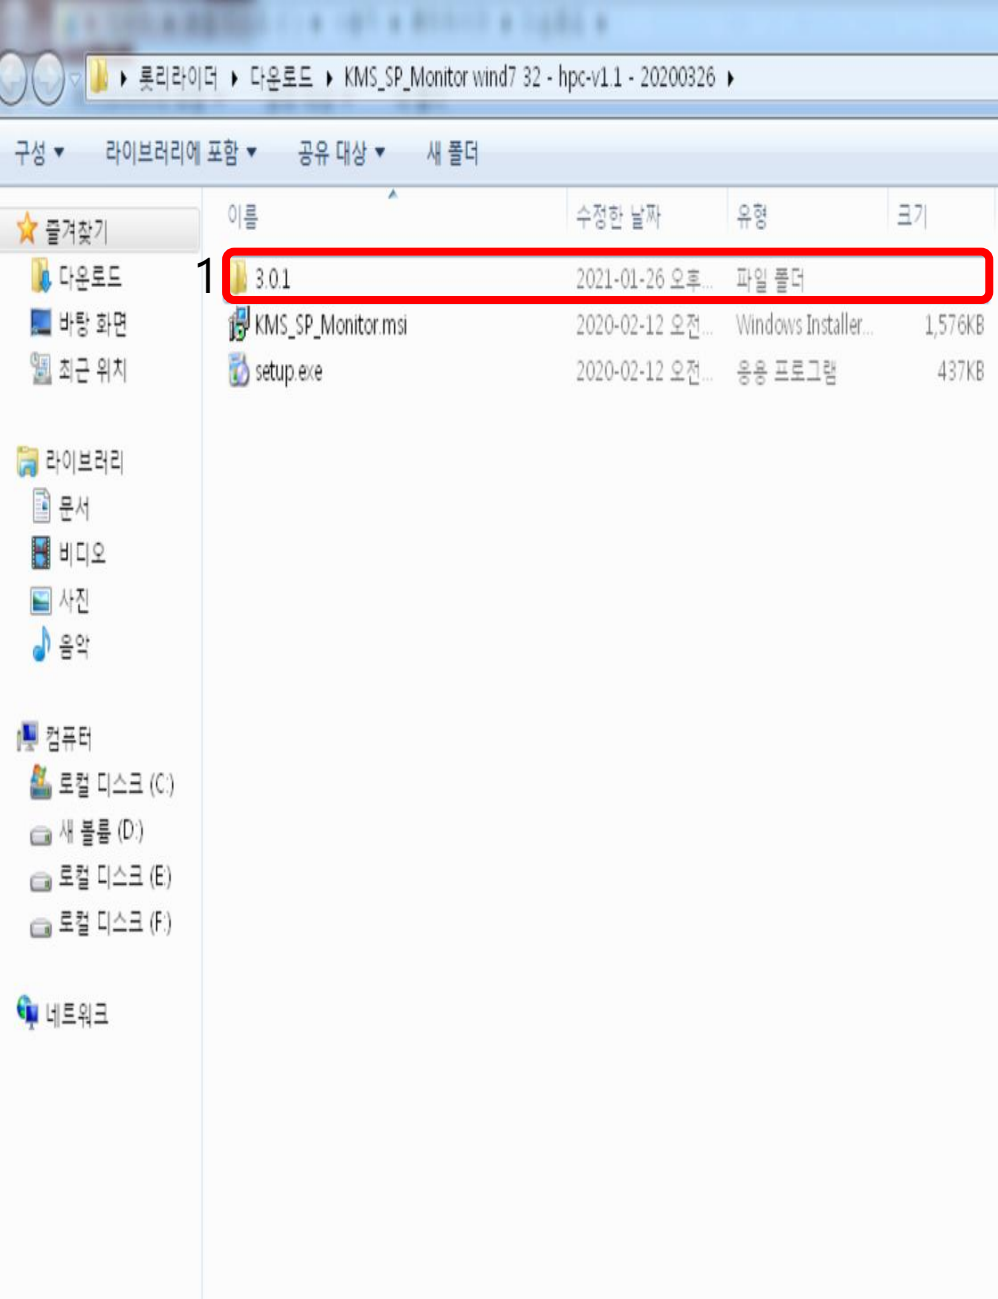 롯리라이더 ▸ 다운로드 ▸ KMS_SP_Monitor wind7 32 - hpc-v1.1 - 20200326 ▸
구성 ▼ 라이브러리에 포함 ▼ 공유 대상 ▼ 새 폴더
이름 수정한 날짜 유형 크기
즐겨찾기
다운로드
바탕 화면
최근 위치
라이브러리
문서
비디오
사진
음악
컴퓨터
로컬 디스크 (C:)
새 볼륨 (D:)
로컬 디스크 (E:)
로컬 디스크 (F:)
네트워크
1
3.0.1 2021-01-26 오후... 파일 폴더
KMS_SP_Monitor.msi 2020-02-12 오전... Windows Installer... 1,576KB
setup.exe 2020-02-12 오전... 응용 프로그램 437KB